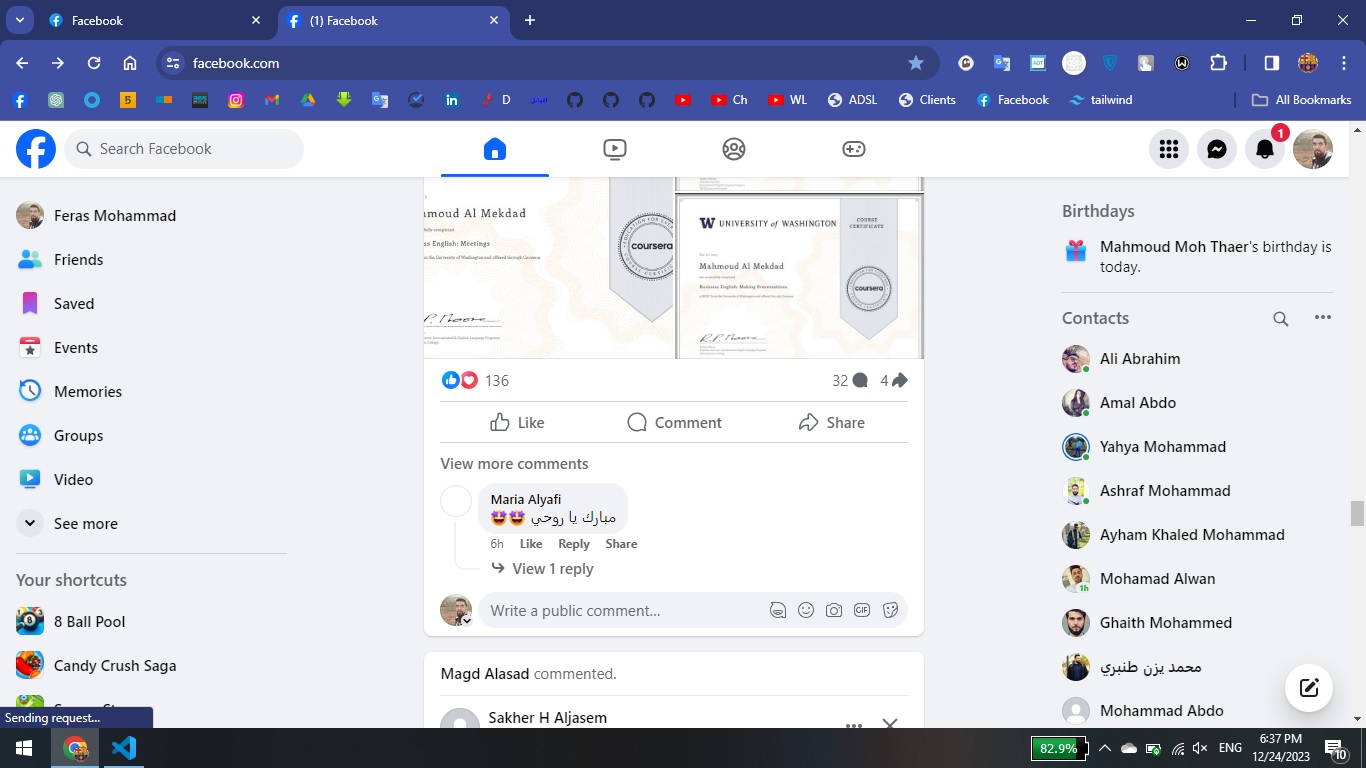 Facebook
(1) Facebook
facebook.com
D
Ch
WL
ADSL
Clients
Facebook
tailwind
All Bookmarks
Search Facebook
1
Feras Mohammad
Friends
Saved
Events
Memories
Groups
Video
See more
Your shortcuts
8 Ball Pool
Candy Crush Saga
Sending request...
moud Al Mekdad
ss English: Meetings
coursera
W UNIVERSITY of WASHINGTON
COURSE
CERTIFICATE
Mahmoud Al Mekdad
Business English: Making Presentations
coursera
136
32
4
Like
Comment
Share
View more comments
Maria Alyafi
مبارك يا روحي 🤩🤩
6h Like Reply Share
View 1 reply
Write a public comment...
GIF
Magd Alasad commented.
Sakher H Aljasem
Birthdays
Mahmoud Moh Thaer's birthday is
today.
Contacts
Ali Abrahim
Amal Abdo
Yahya Mohammad
Ashraf Mohammad
Ayham Khaled Mohammad
Mohamad Alwan
1h
Ghaith Mohammed
محمد يزن طنبري
Mohammad Abdo
82.9%
ENG
6:37 PM
12/24/2023
10